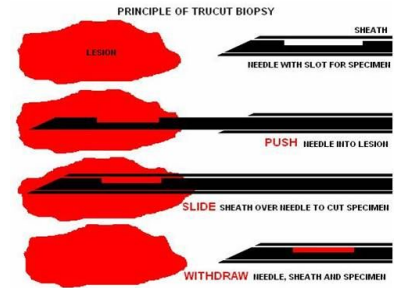 PRINCIPLE OF TRUCUT BIOPSY
SHEATH
LESION
NEEDLE WITH SLOT FOR SPECIMEN
PUSH NEEDLE INTO LESION
SLIDE SHEATH OVER NEEDLE TO CUT SPECIMEN
WITHDRAW NEEDLE, SHEATH AND SPECIMEN